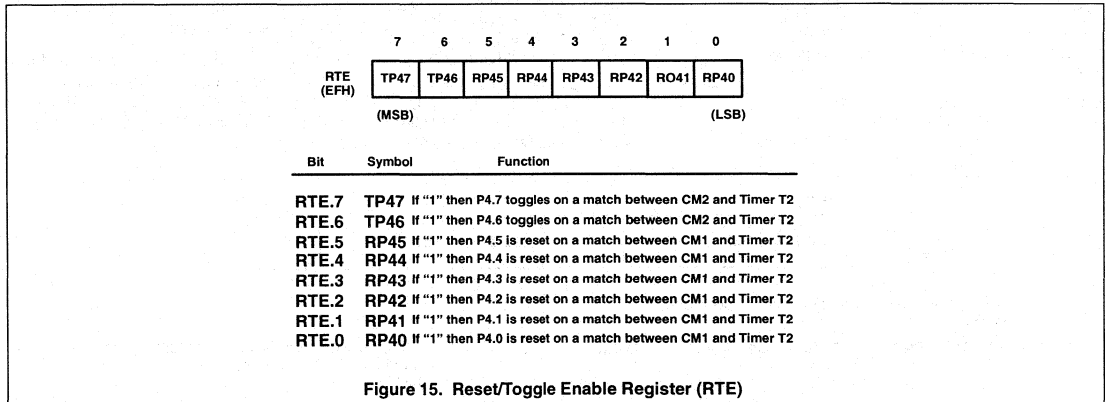 7 6 5 4 3 2 1 0
RTE (EFH) TP47 TP46 RP45 RP44 RP43 RP42 RO41 RP40
(MSB) (LSB)
Bit Symbol Function
RTE.7 TP47 If "1" then P4.7 toggles on a match between CM2 and Timer T2
RTE.6 TP46 If "1" then P4.6 toggles on a match between CM2 and Timer T2
RTE.5 RP45 If "1" then P4.5 is reset on a match between CM1 and Timer T2
RTE.4 RP44 If "1" then P4.4 is reset on a match between CM1 and Timer T2
RTE.3 RP43 If "1" then P4.3 is reset on a match between CM1 and Timer T2
RTE.2 RP42 If "1" then P4.2 is reset on a match between CM1 and Timer T2
RTE.1 RP41 If "1" then P4.1 is reset on a match between CM1 and Timer T2
RTE.0 RP40 If "1" then P4.0 is reset on a match between CM1 and Timer T2
Figure 15. Reset/Toggle Enable Register (RTE)